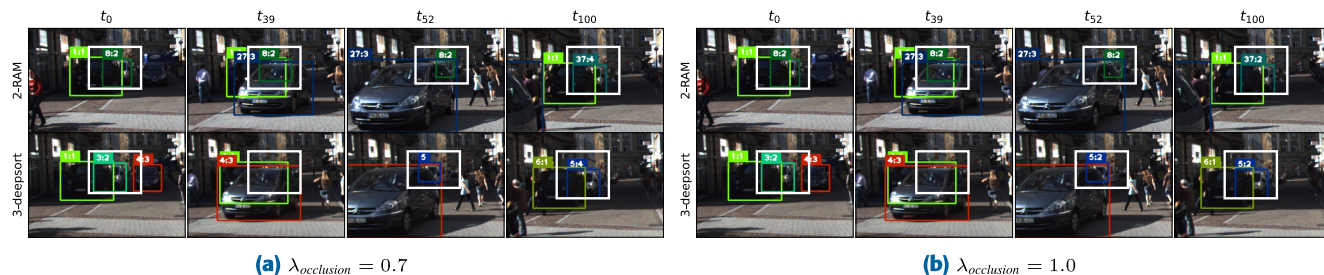 t0 t39 t52 t100
2-RAM 1:1 8:2 27:3 8:2 27:3 8:2 1:1 37:4
3-deepsort 1:1 3:2 4:3 4:3 5 6:1 5:4
(a) λocclusion = 0.7
t0 t39 t52 t100
2-RAM 1:1 8:2 27:3 8:2 27:3 8:2 1:1 37:2
3-deepsort 1:1 3:2 4:3 4:3 5:2 6:1 5:2
(b) λocclusion = 1.0